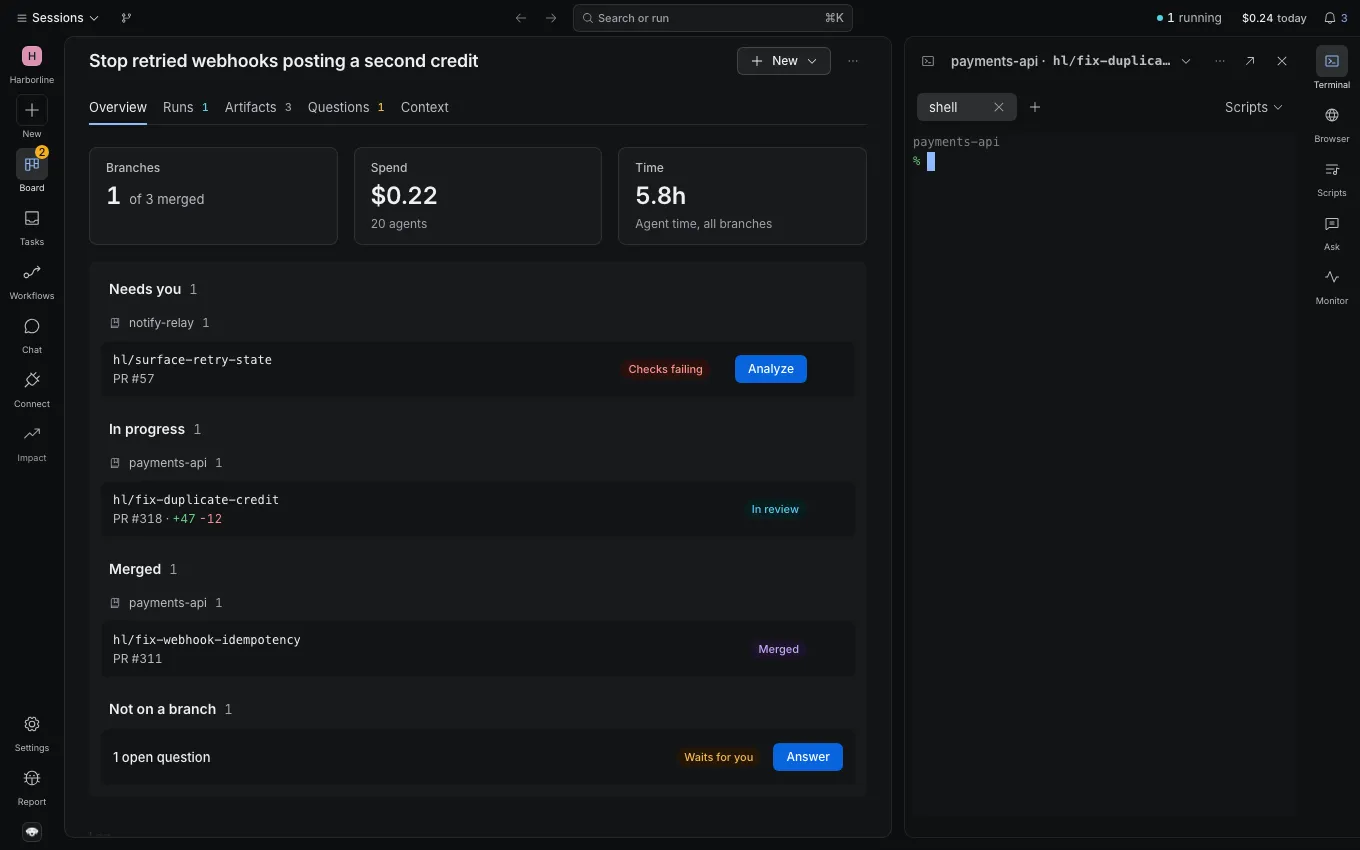 Sessions
Search or run ⌘K
1 running
$0.24 today
3
H
Harborline
New
2
Board
Tasks
Workflows
Chat
Connect
Impact
Settings
Report
Stop retried webhooks posting a second credit
New
Overview Runs 1 Artifacts 3 Questions 1 Context
Branches
1 of 3 merged
Spend
$0.22
20 agents
Time
5.8h
Agent time, all branches
Needs you 1
notify-relay 1
hl/surface-retry-state
PR #57
Checks failing
Analyze
In progress 1
payments-api 1
hl/fix-duplicate-credit
PR #318 · +47 -12
In review
Merged 1
payments-api 1
hl/fix-webhook-idempotency
PR #311
Merged
Not on a branch 1
1 open question
Waits for you
Answer
payments-api · hl/fix-duplica…
shell
Scripts
payments-api
%
Terminal
Browser
Scripts
Ask
Monitor